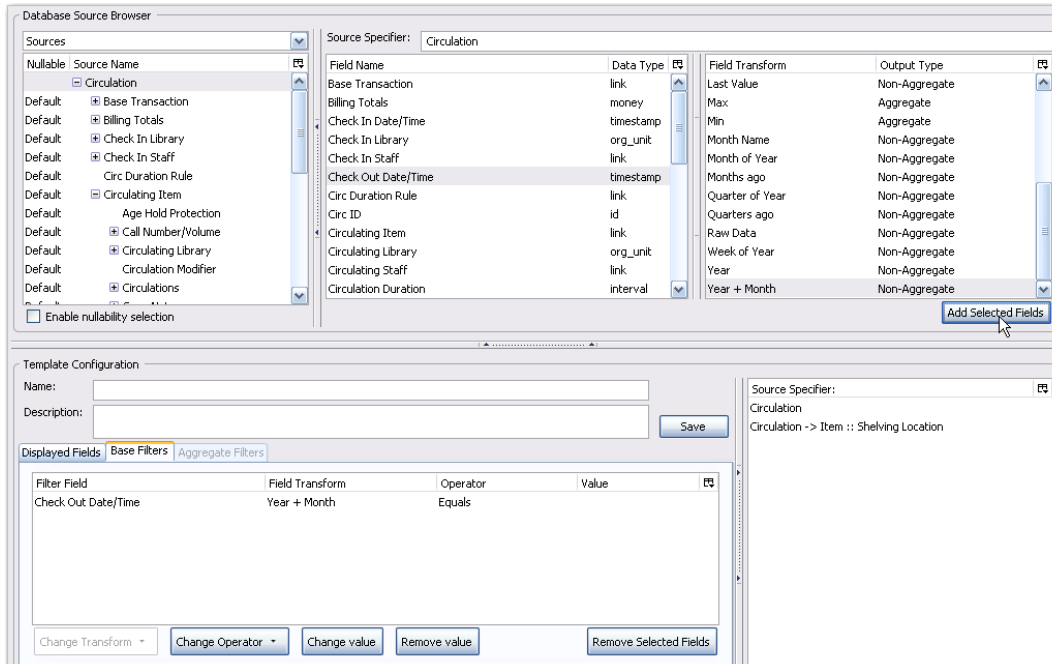 Database Source Browser
Sources
Source Specifier: Circulation
Nullable Source Name
Circulation
Default Base Transaction
Default Billing Totals
Default Check In Library
Default Check In Staff
Default Circ Duration Rule
Default Circulating Item
Default Age Hold Protection
Default Call Number/Volume
Default Circulating Library
Default Circulation Modifier
Default Circulations
Enable nullability selection
Field Name Data Type
Base Transaction link
Billing Totals money
Check In Date/Time timestamp
Check In Library org_unit
Check In Staff link
Check Out Date/Time timestamp
Circ Duration Rule link
Circ ID id
Circulating Item link
Circulating Library org_unit
Circulating Staff link
Circulation Duration interval
Field Transform Output Type
Last Value Non-Aggregate
Max Aggregate
Min Aggregate
Month Name Non-Aggregate
Month of Year Non-Aggregate
Months ago Non-Aggregate
Quarter of Year Non-Aggregate
Quarters ago Non-Aggregate
Raw Data Non-Aggregate
Week of Year Non-Aggregate
Year Non-Aggregate
Year + Month Non-Aggregate
Add Selected Fields
Template Configuration
Name:
Description:
Save
Displayed Fields Base Filters Aggregate Filters
Filter Field Field Transform Operator Value
Check Out Date/Time Year + Month Equals
Change Transform Change Operator Change value Remove value Remove Selected Fields
Source Specifier:
Circulation
Circulation -> Item :: Shelving Location